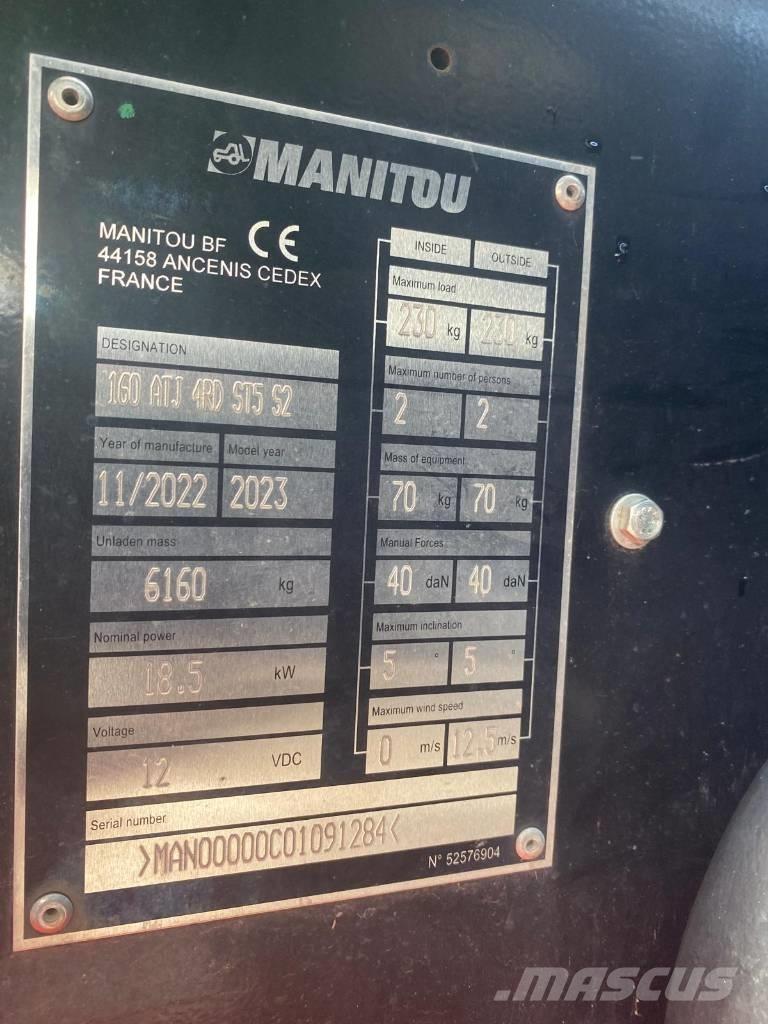 MANITOU
MANITOU BF CE
44158 ANCENIS CEDEX
FRANCE
DESIGNATION
160 ATJ 4RD ST5 S2
Year of manufacture Model year
11/2022 2023
Unladen mass
6160 kg
Nominal power
18.5 kW
Voltage
12 VDC
INSIDE OUTSIDE
Maximum load
230 kg 230 kg
Maximum number of persons
2 2
Mass of equipment
70 kg 70 kg
Manual Forces
40 daN 40 daN
Maximum inclination
5 ° 5 °
Maximum wind speed
0 m/s 12.5 m/s
Serial number
>MAN00000C01091284<
N° 52576904
MASCUS